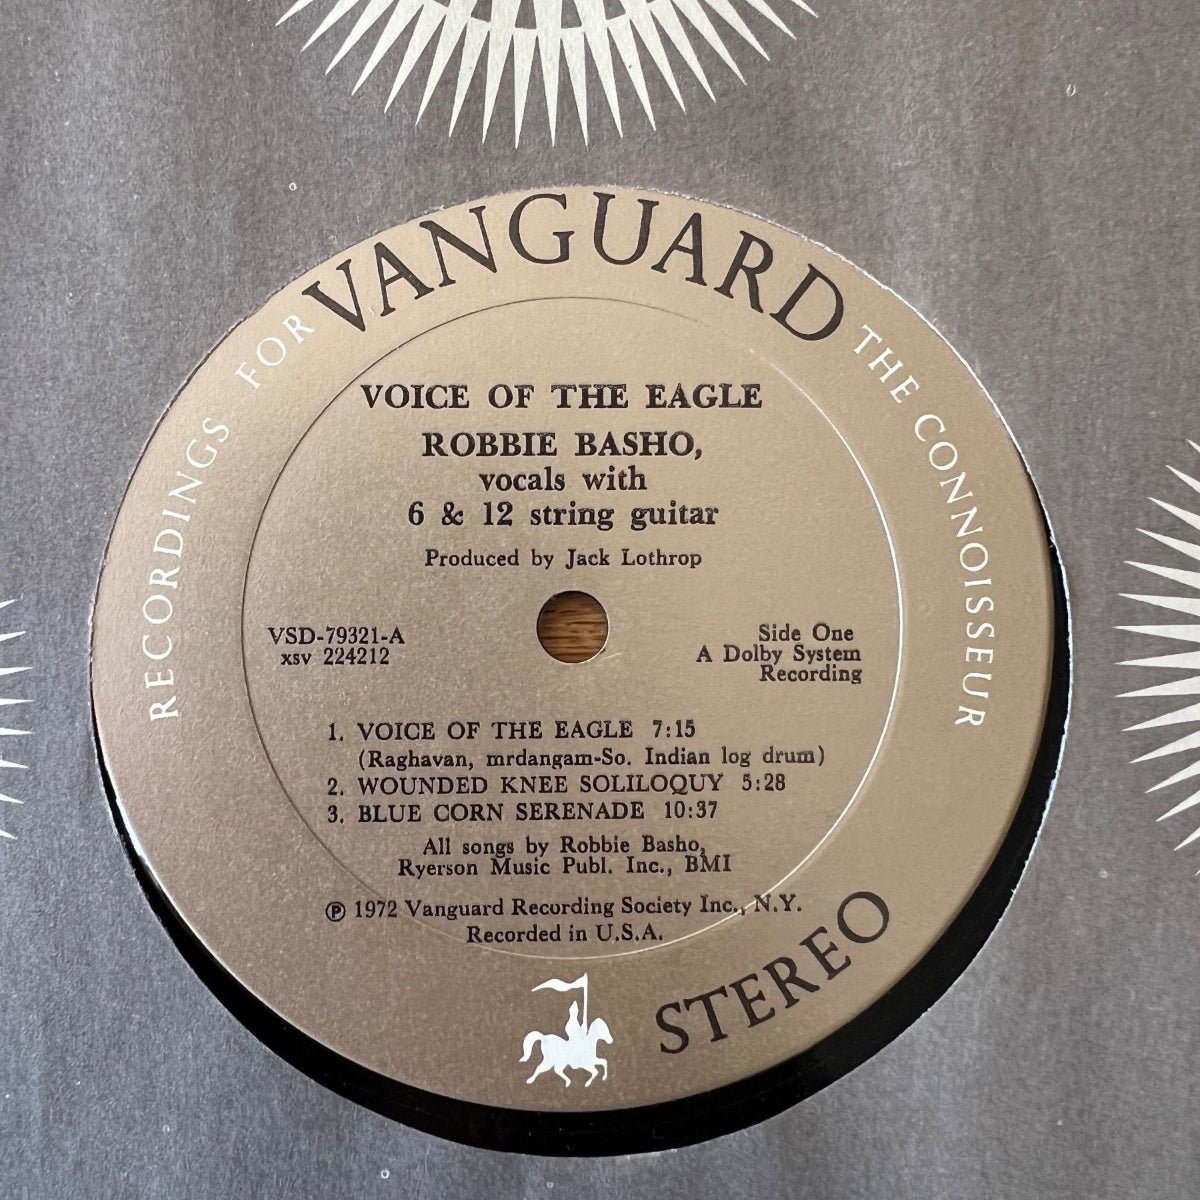 RECORDINGS FOR VANGUARD THE CONNOISSEUR
VOICE OF THE EAGLE
ROBBIE BASHO,
vocals with
6 & 12 string guitar
Produced by Jack Lothrop
VSD-79321-A
xsv 224212
Side One
A Dolby System
Recording
1. VOICE OF THE EAGLE 7:15
(Raghavan, mrdangam-So. Indian log drum)
2. WOUNDED KNEE SOLILOQUY 5:28
3. BLUE CORN SERENADE 10:37
All songs by Robbie Basho,
Ryerson Music Publ. Inc., BMI
℗ 1972 Vanguard Recording Society Inc., N.Y.
Recorded in U.S.A.
STEREO